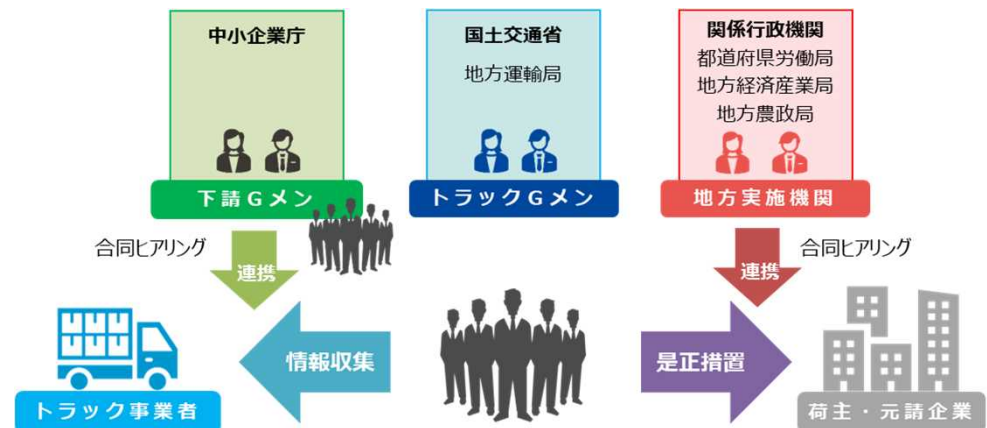 中小企業庁
国土交通省
地方運輸局
関係行政機関
都道府県労働局
地方経済産業局
地方農政局
下請Gメン
トラックGメン
地方実施機関
合同ヒアリング
連携
連携
合同ヒアリング
情報収集
是正措置
トラック事業者
荷主・元請企業